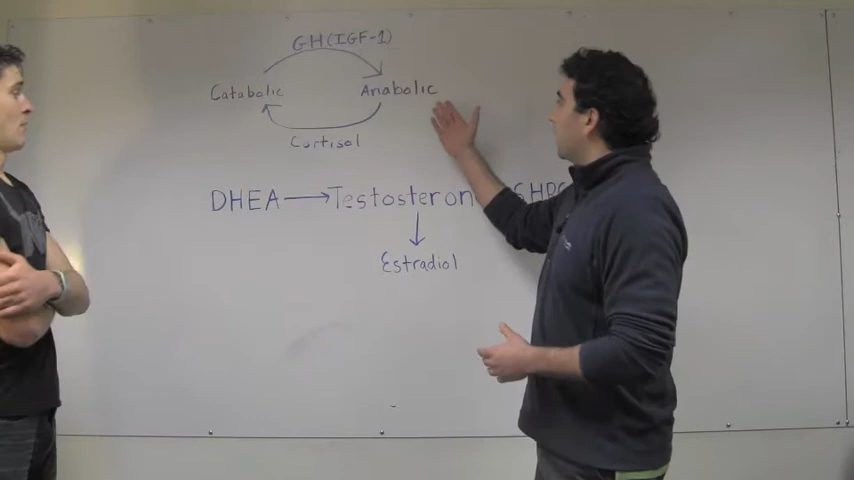 GH(IGF-1)
Catabolic Anabolic
Cortisol
DHEA Testosteron
Estradiol